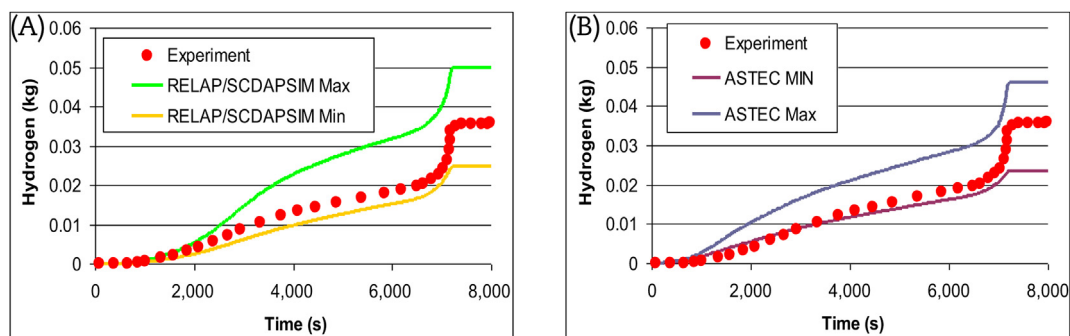 (A)
0.06
0.05
0.04
0.03
0.02
0.01
0
Hydrogen (kg)
Experiment
RELAP/SCDAPSIM Max
RELAP/SCDAPSIM Min
0 2,000 4,000 6,000 8,000
Time (s)
(B)
0.06
0.05
0.04
0.03
0.02
0.01
0
Hydrogen (kg)
Experiment
ASTEC MIN
ASTEC Max
0 2,000 4,000 6,000 8,000
Time (s)